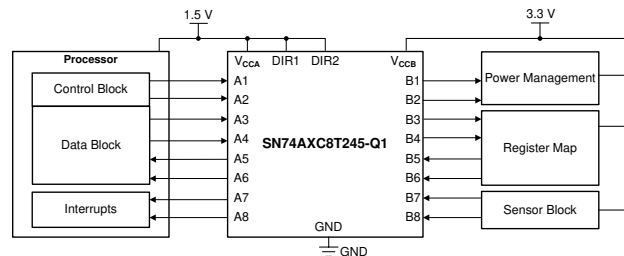 1.5 V
3.3 V
Processor
VCCA DIR1 DIR2 VCCB
Control Block
Data Block
Interrupts
A1
A2
A3
A4
A5
A6
A7
A8
SN74AXC8T245-Q1
GND
B1
B2
B3
B4
B5
B6
B7
B8
Power Management
Register Map
Sensor Block
GND